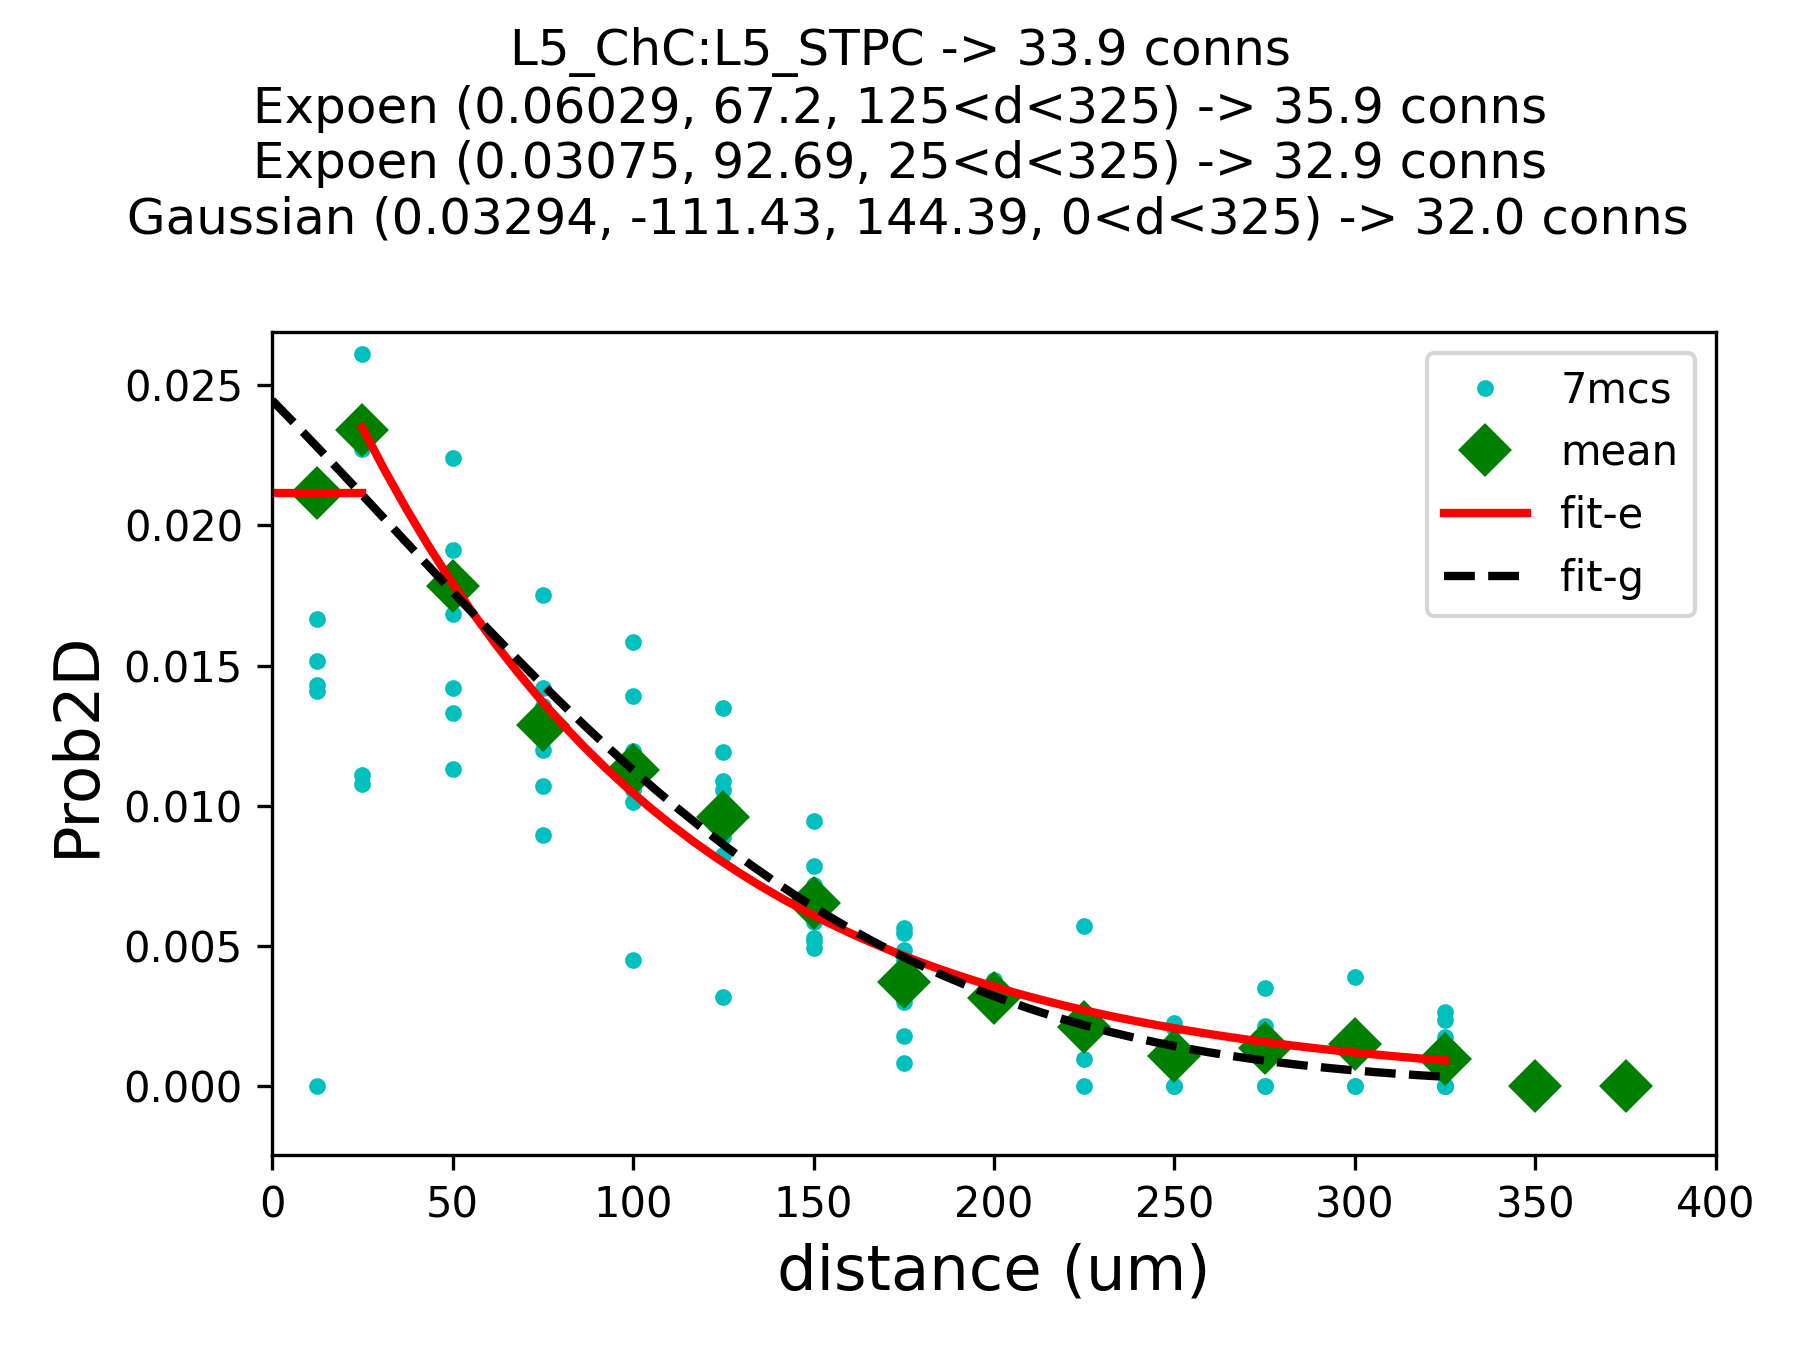 L5_ChC:L5_STPC -> 33.9 conns
Expoen (0.06029, 67.2, 125<d<325) -> 35.9 conns
Expoen (0.03075, 92.69, 25<d<325) -> 32.9 conns
Gaussian (0.03294, -111.43, 144.39, 0<d<325) -> 32.0 conns
7mcs
mean
fit-e
fit-g
Prob2D
0.025
0.020
0.015
0.010
0.005
0.000
0 50 100 150 200 250 300 350 400
distance (um)